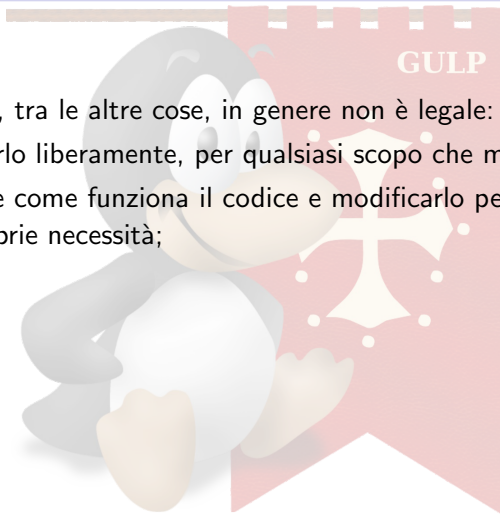 GULP
, tra le altre cose, in genere non è legale:
rlo liberamente, per qualsiasi scopo che m
e come funziona il codice e modificarlo pe
prie necessità;